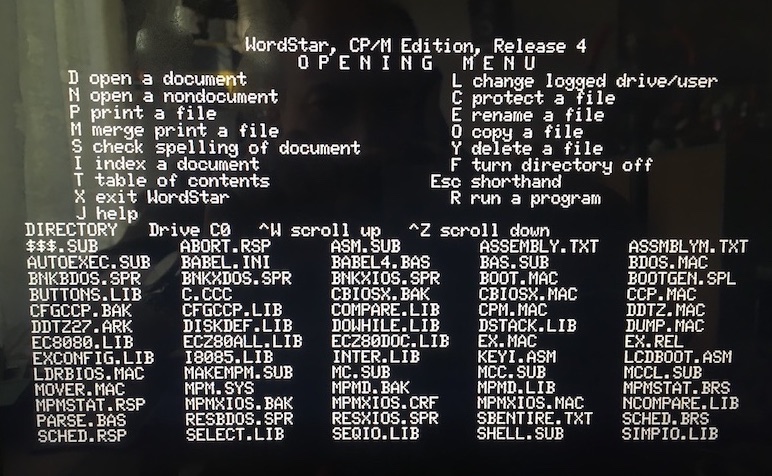 WordStar, CP/M Edition, Release 4
O P E N I N G   M E N U
D open a document L change logged drive/user
N open a nondocument C protect a file
P print a file E rename a file
M merge print a file O copy a file
S check spelling of document Y delete a file
I index a document F turn directory off
T table of contents Esc shorthand
X exit WordStar R run a program
J help
DIRECTORY Drive C0 ^W scroll up ^Z scroll down
$$$.SUB ABORT.RSP ASM.SUB ASSEMBLY.TXT ASSMBLYM.TXT
AUTOEXEC.SUB BABEL.INI BABEL4.BAS BAS.SUB BDOS.MAC
BNKBDOS.SPR BNKXDOS.SPR BNKXIOS.SPR BOOT.MAC BOOTGEN.SPL
BUTTONS.LIB C.CCC CBIOSX.BAK CBIOSX.MAC CCP.MAC
CFGCCP.BAK CFGCCP.LIB COMPARE.LIB CPM.MAC DDTZ.MAC
DDTZ27.ARK DISKDEF.LIB DOWHILE.LIB DSTACK.LIB DUMP.MAC
EC8080.LIB ECZ80ALL.LIB ECZ80DOC.LIB EX.MAC EX.REL
EXCONFIG.LIB I8085.LIB INTER.LIB KEYI.ASM LCDBOOT.ASM
LDRBIOS.MAC MAKEMPM.SUB MC.SUB MCC.SUB MCCL.SUB
MOVER.MAC MPM.SYS MPMD.BAK MPMD.LIB MPMSTAT.BRS
MPMSTAT.RSP MPMXIOS.BAK MPMXIOS.CRF MPMXIOS.MAC NCOMPARE.LIB
PARSE.BAS RESBDOS.SPR RESXIOS.SPR SBENTIRE.TXT SCHED.BRS
SCHED.RSP SELECT.LIB SEQIO.LIB SHELL.SUB SIMPIO.LIB